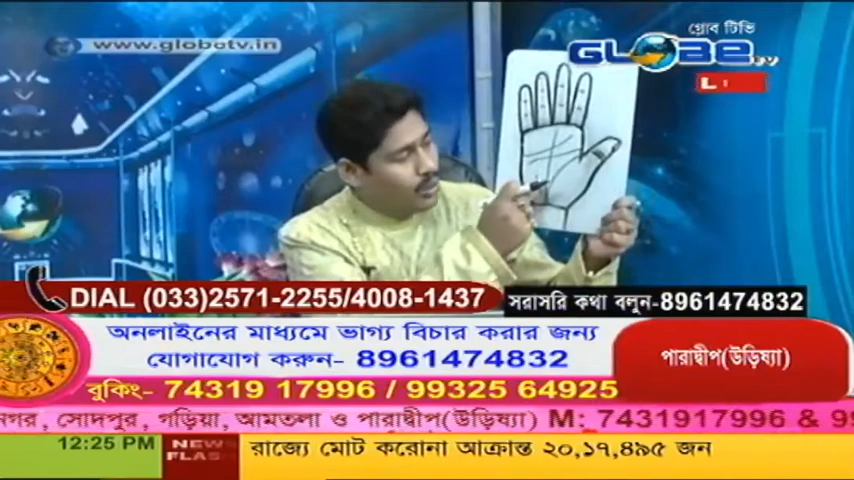 www.globetv.in
গ্লোব টিভি
GLOBE TV
DIAL (033)2571-2255/4008-1437
সরাসরি কথা বলুন-8961474832
অনলাইনের মাধ্যমে ভাগ্য বিচার করার জন্য
যোগাযোগ করুন- 8961474832
পারাদ্বীপ(উড়িষ্যা)
বুকিং- 74319 17996 / 99325 64925
নগর, সোদপুর, গড়িয়া, আমতলা ও পারাদ্বীপ(উড়িষ্যা) M: 7431917996 & 9
12:25 PM
NEWS FLASH
রাজ্যে মোট করোনা আক্রান্ত ২০,১৭,৪৯৫ জন